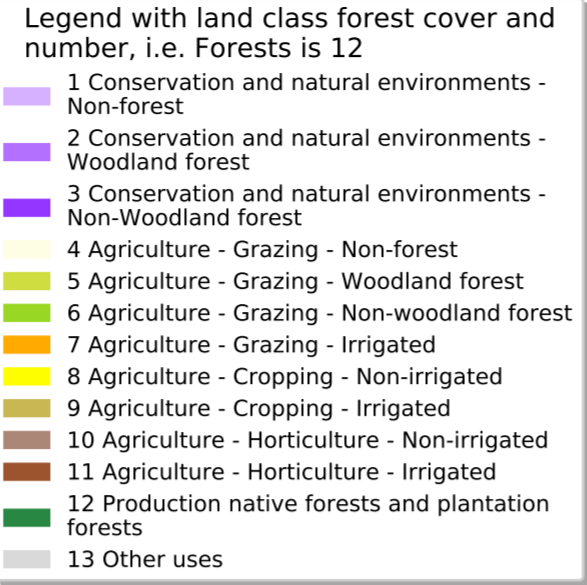 Legend with land class forest cover and
number, i.e. Forests is 12
1 Conservation and natural environments -
Non-forest
2 Conservation and natural environments -
Woodland forest
3 Conservation and natural environments -
Non-Woodland forest
4 Agriculture - Grazing - Non-forest
5 Agriculture - Grazing - Woodland forest
6 Agriculture - Grazing - Non-woodland forest
7 Agriculture - Grazing - Irrigated
8 Agriculture - Cropping - Non-irrigated
9 Agriculture - Cropping - Irrigated
10 Agriculture - Horticulture - Non-irrigated
11 Agriculture - Horticulture - Irrigated
12 Production native forests and plantation
forests
13 Other uses